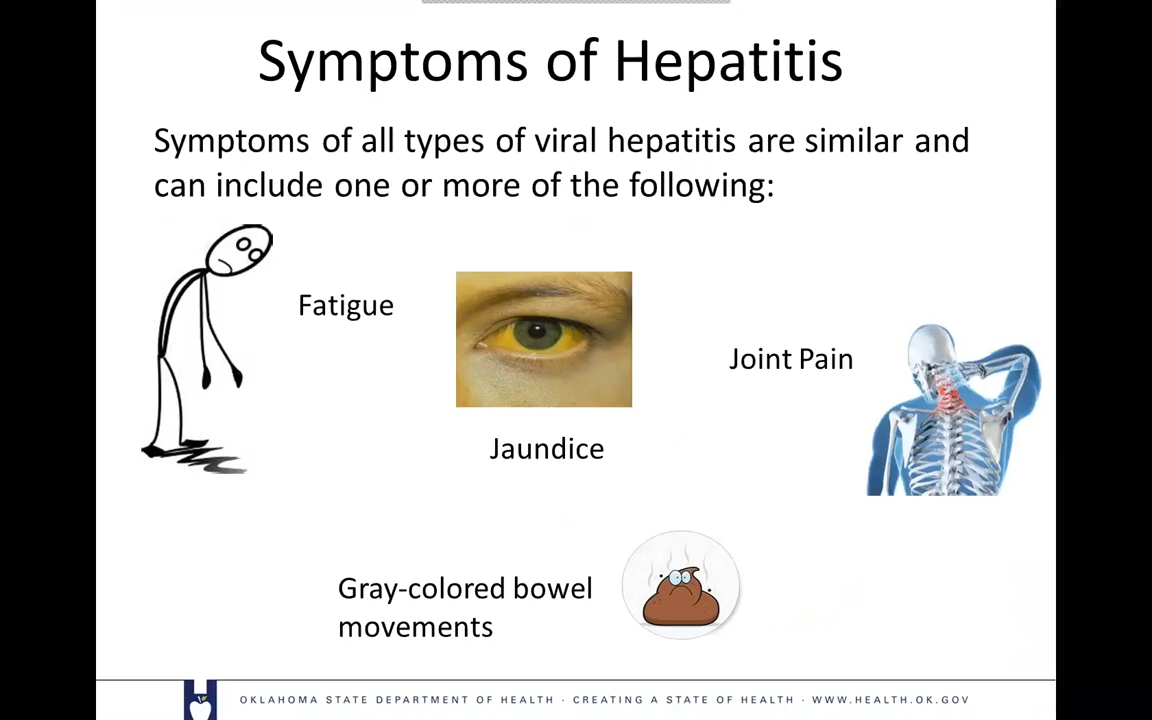 Symptoms of Hepatitis
Symptoms of all types of viral hepatitis are similar and
can include one or more of the following:
Fatigue
Joint Pain
Jaundice
Gray-colored bowel
movements
OKLAHOMA STATE DEPARTMENT OF HEALTH · CREATING A STATE OF HEALTH · WWW.HEALTH.OK.GOV